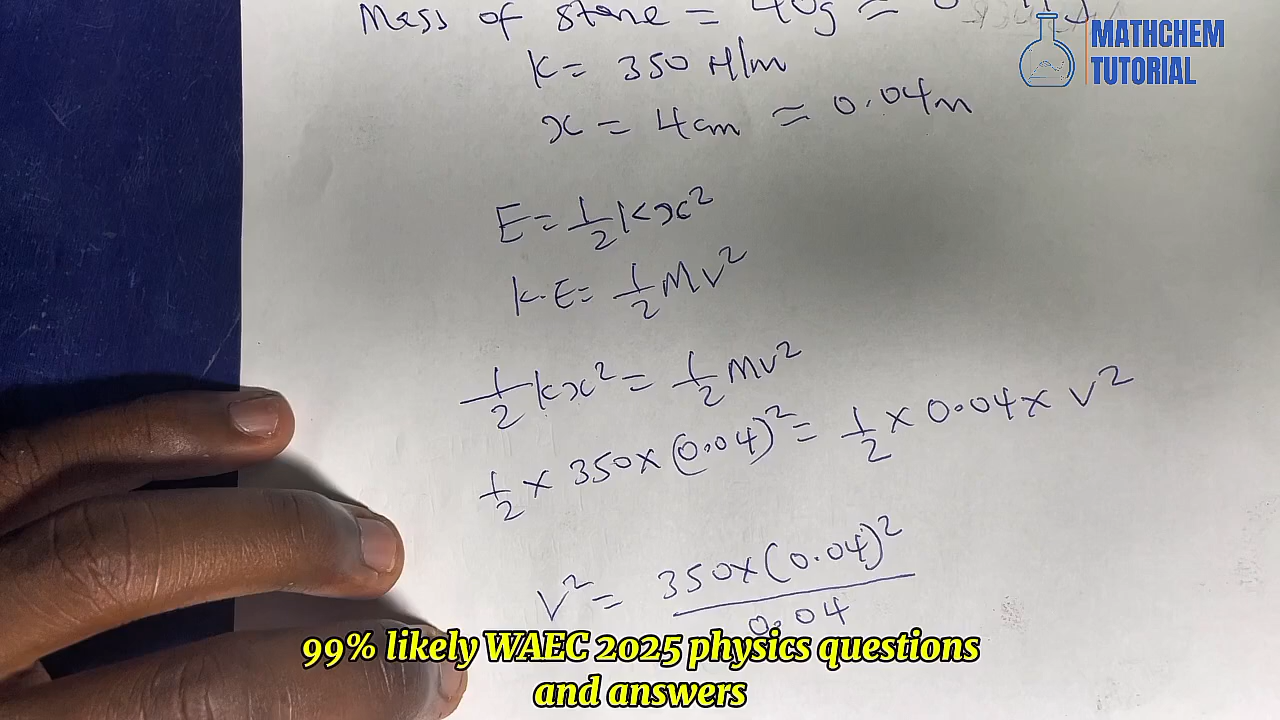 Mass of stone = 40g =
MATHCHEM
TUTORIAL
K = 350 N/m
x = 4cm ≈ 0.04m
E = 1/2 Kx²
K.E = 1/2 MV²
1/2 Kx² = 1/2 MV²
1/2 × 350 × (0.04)² = 1/2 × 0.04 × V²
V² = 350 × (0.04)² / 0.04
99% likely WAEC 2025 physics questions
and answers